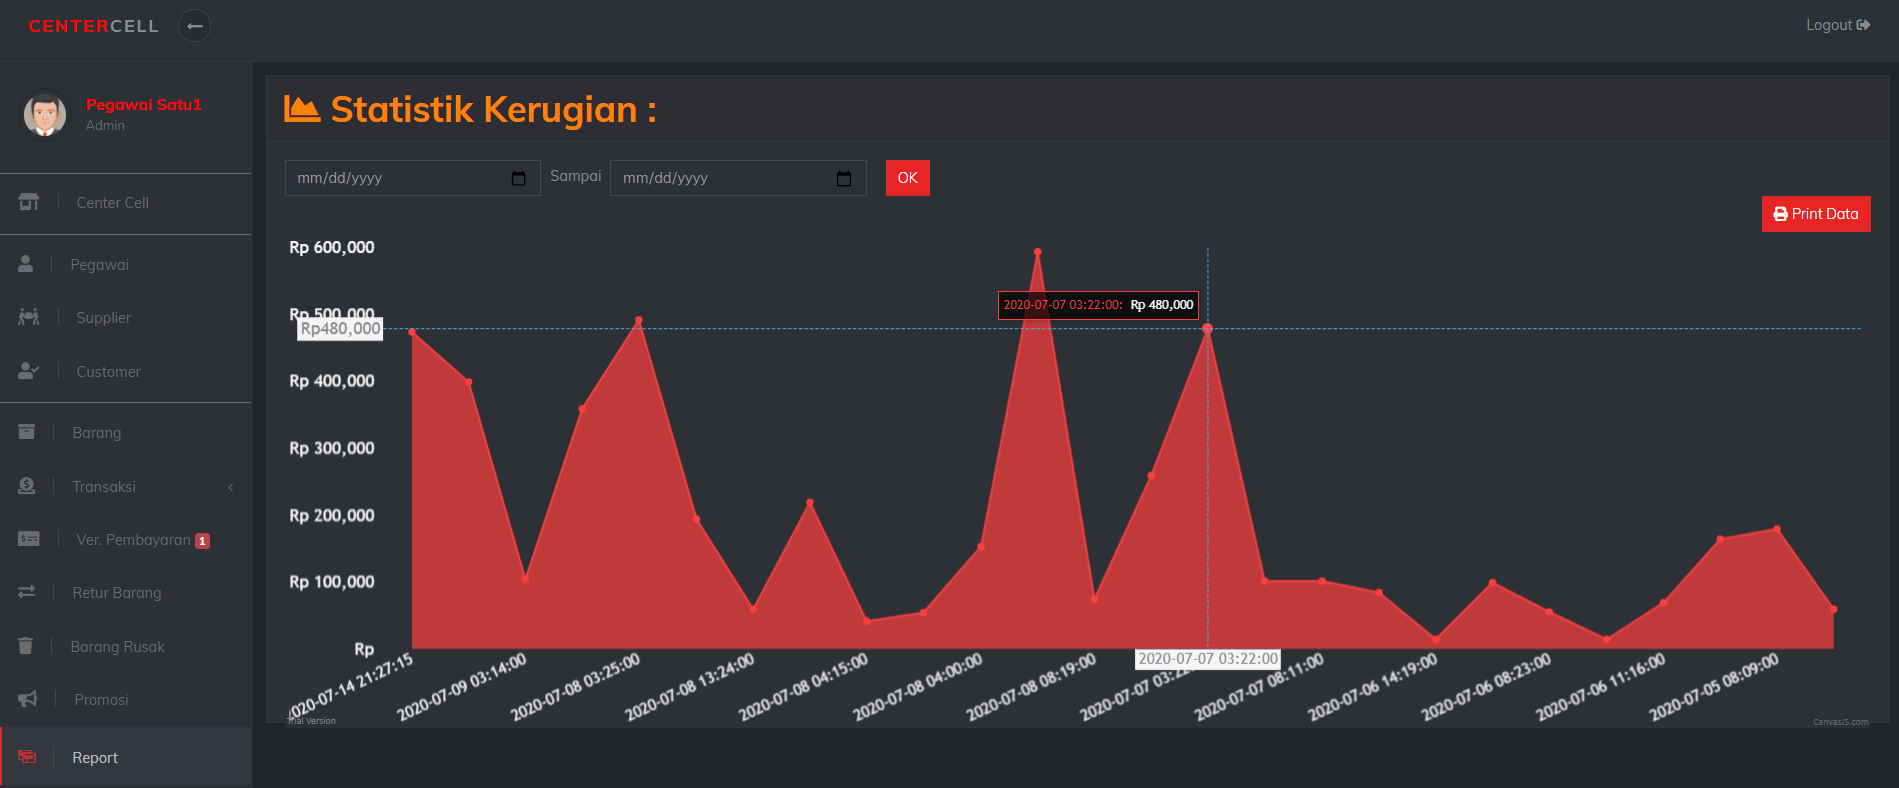 CENTERCELL
Logout
Pegawai Satu1
Admin
Center Cell
Pegawai
Supplier
Customer
Barang
Transaksi
Ver. Pembayaran 1
Retur Barang
Barang Rusak
Promosi
Report
Statistik Kerugian :
mm/dd/yyyy Sampai mm/dd/yyyy OK
Print Data
Rp 600,000
Rp 500,000
Rp480,000
Rp 400,000
Rp 300,000
Rp 200,000
Rp 100,000
Rp
2020-07-07 03:22:00: Rp 480,000
2020-07-14 21:27:15
2020-07-09 03:14:00
2020-07-08 03:25:00
2020-07-08 13:24:00
2020-07-08 04:15:00
2020-07-08 04:00:00
2020-07-08 08:19:00
2020-07-07 03:22
2020-07-07 03:22:00
2020-07-07 08:11:00
2020-07-06 14:19:00
2020-07-06 08:23:00
2020-07-06 11:16:00
2020-07-05 08:09:00
Trial Version
CanvasJS.com